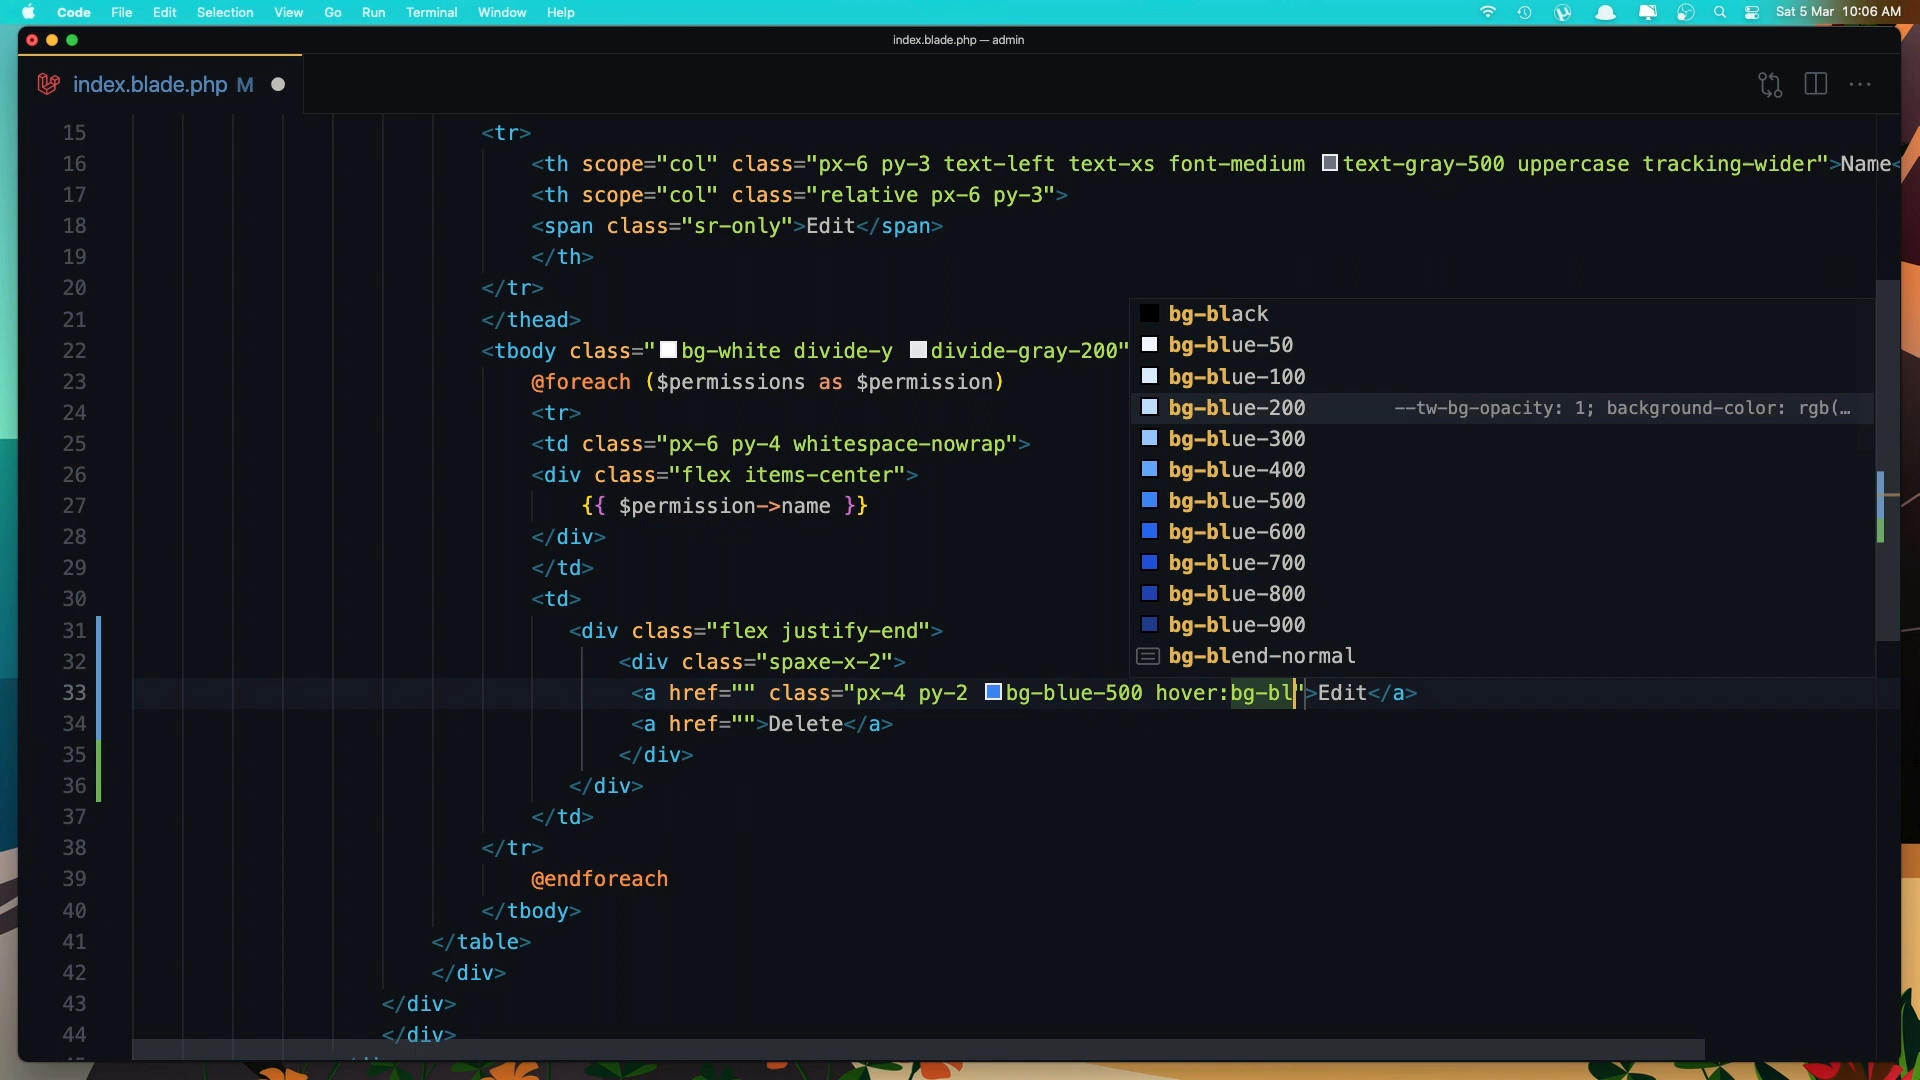 Code File Edit Selection View Go Run Terminal Window Help Sat 5 Mar 10:06 AM
index.blade.php — admin
index.blade.php M
15 <tr>
16 <th scope="col" class="px-6 py-3 text-left text-xs font-medium text-gray-500 uppercase tracking-wider">Name<
17 <th scope="col" class="relative px-6 py-3">
18 <span class="sr-only">Edit</span>
19 </th>
20 </tr>
21 </thead>
22 <tbody class="bg-white divide-y divide-gray-200"
23 @foreach ($permissions as $permission)
24 <tr>
25 <td class="px-6 py-4 whitespace-nowrap">
26 <div class="flex items-center">
27 {{ $permission->name }}
28 </div>
29 </td>
30 <td>
31 <div class="flex justify-end">
32 <div class="spaxe-x-2">
33 <a href="" class="px-4 py-2 bg-blue-500 hover:bg-bl">Edit</a>
34 <a href="">Delete</a>
35 </div>
36 </div>
37 </td>
38 </tr>
39 @endforeach
40 </tbody>
41 </table>
42 </div>
43 </div>
44 </div>
bg-black
bg-blue-50
bg-blue-100
bg-blue-200 --tw-bg-opacity: 1; background-color: rgb(…
bg-blue-300
bg-blue-400
bg-blue-500
bg-blue-600
bg-blue-700
bg-blue-800
bg-blue-900
bg-blend-normal